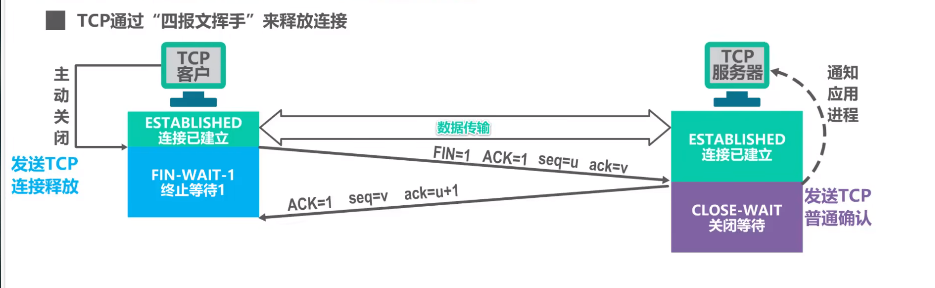 TCP通过“四报文挥手”来释放连接
TCP
客户
TCP
服务器
主
动
关
闭
通知
应用
进程
ESTABLISHED
连接已建立
数据传输
ESTABLISHED
连接已建立
发送TCP
连接释放
FIN-WAIT-1
终止等待1
FIN=1 ACK=1 seq=u ack=v
ACK=1 seq=v ack=u+1
CLOSE-WAIT
关闭等待
发送TCP
普通确认